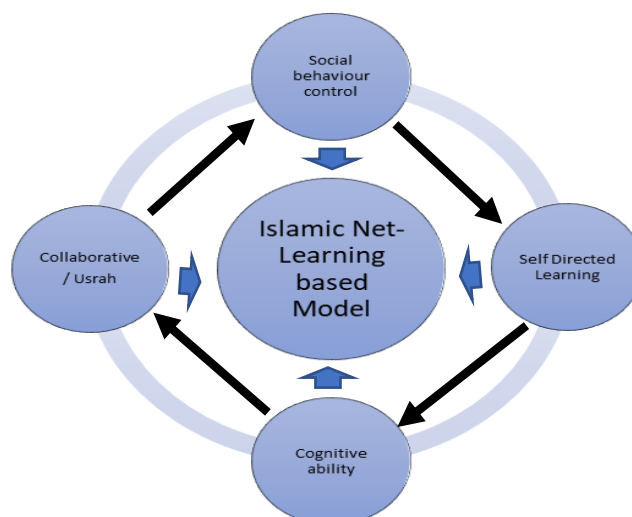 Social
behaviour
control
Islamic Net-
Learning
based
Model
Collaborative
/ Usrah
Self Directed
Learning
Cognitive
ability